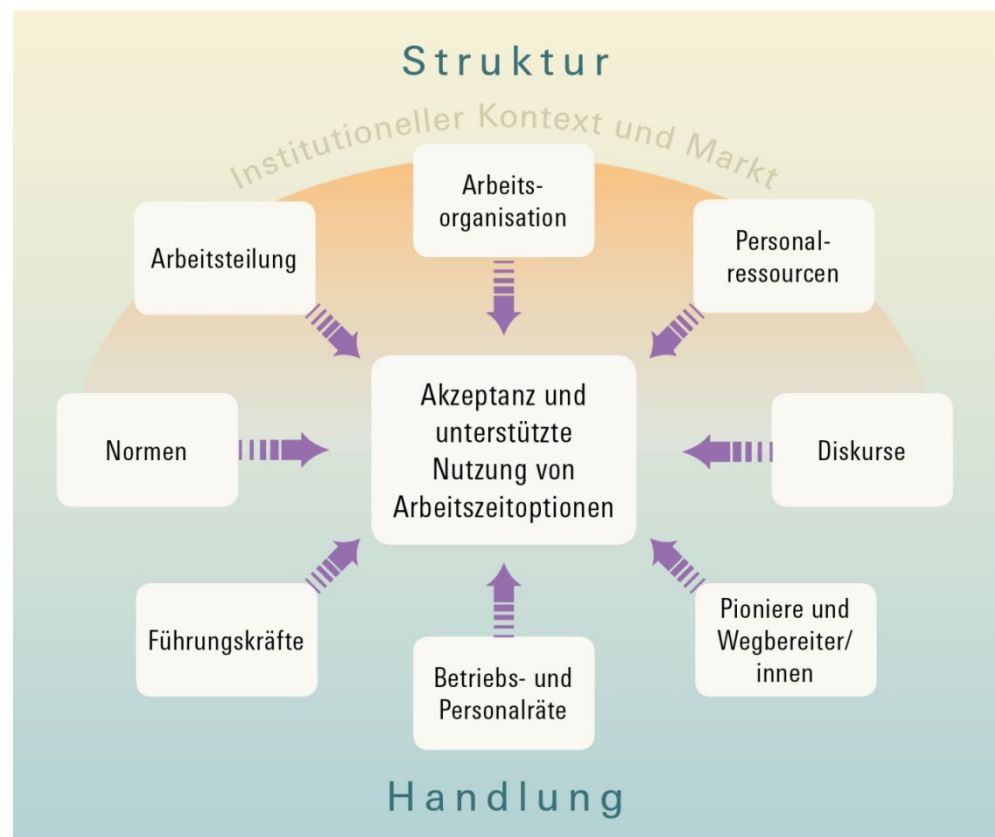 Struktur
Institutioneller Kontext und Markt
Arbeits-
organisation
Arbeitsteilung
Personal-
ressourcen
Akzeptanz und
unterstützte
Nutzung von
Arbeitszeitoptionen
Normen
Diskurse
Führungskräfte
Betriebs- und
Personalräte
Pioniere und
Wegbereiter/
innen
Handlung